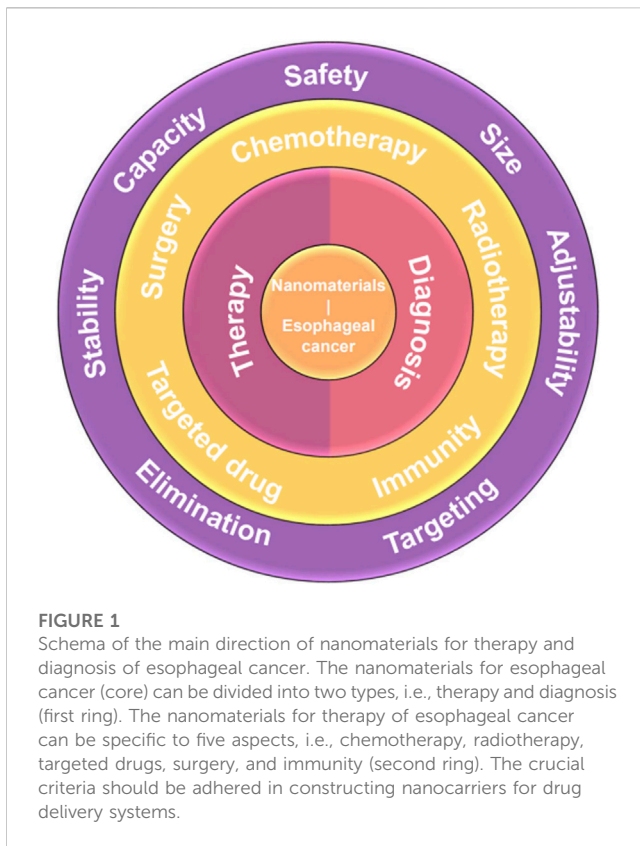 Safety
Size
Adjustability
Targeting
Elimination
Stability
Capacity
Chemotherapy
Radiotherapy
Immunity
Targeted drug
Surgery
Therapy
Diagnosis
Nanomaterials
|
Esophageal
cancer
FIGURE 1
Schema of the main direction of nanomaterials for therapy and
diagnosis of esophageal cancer. The nanomaterials for esophageal
cancer (core) can be divided into two types, i.e., therapy and diagnosis
(first ring). The nanomaterials for therapy of esophageal cancer
can be specific to five aspects, i.e., chemotherapy, radiotherapy,
targeted drugs, surgery, and immunity (second ring). The crucial
criteria should be adhered in constructing nanocarriers for drug
delivery systems.